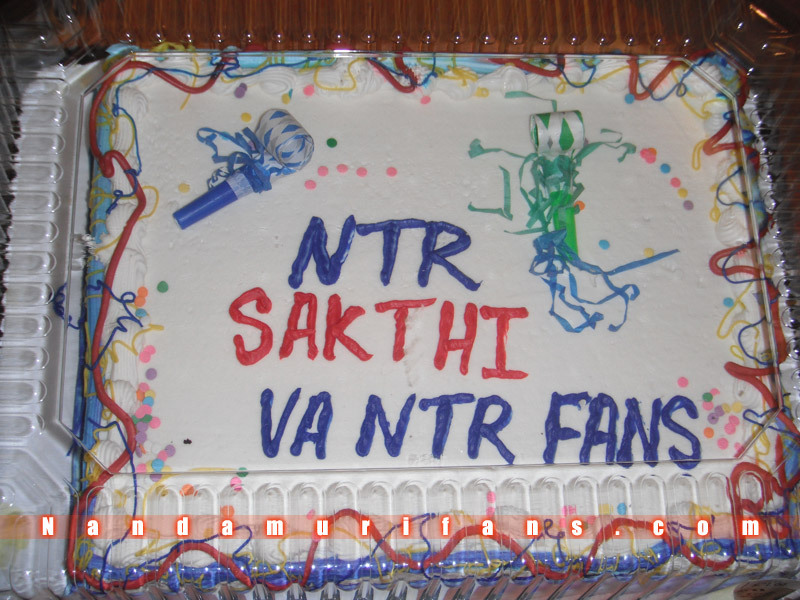 NTR
SAKTHI
VA NTR FANS
Nandamurifans.com